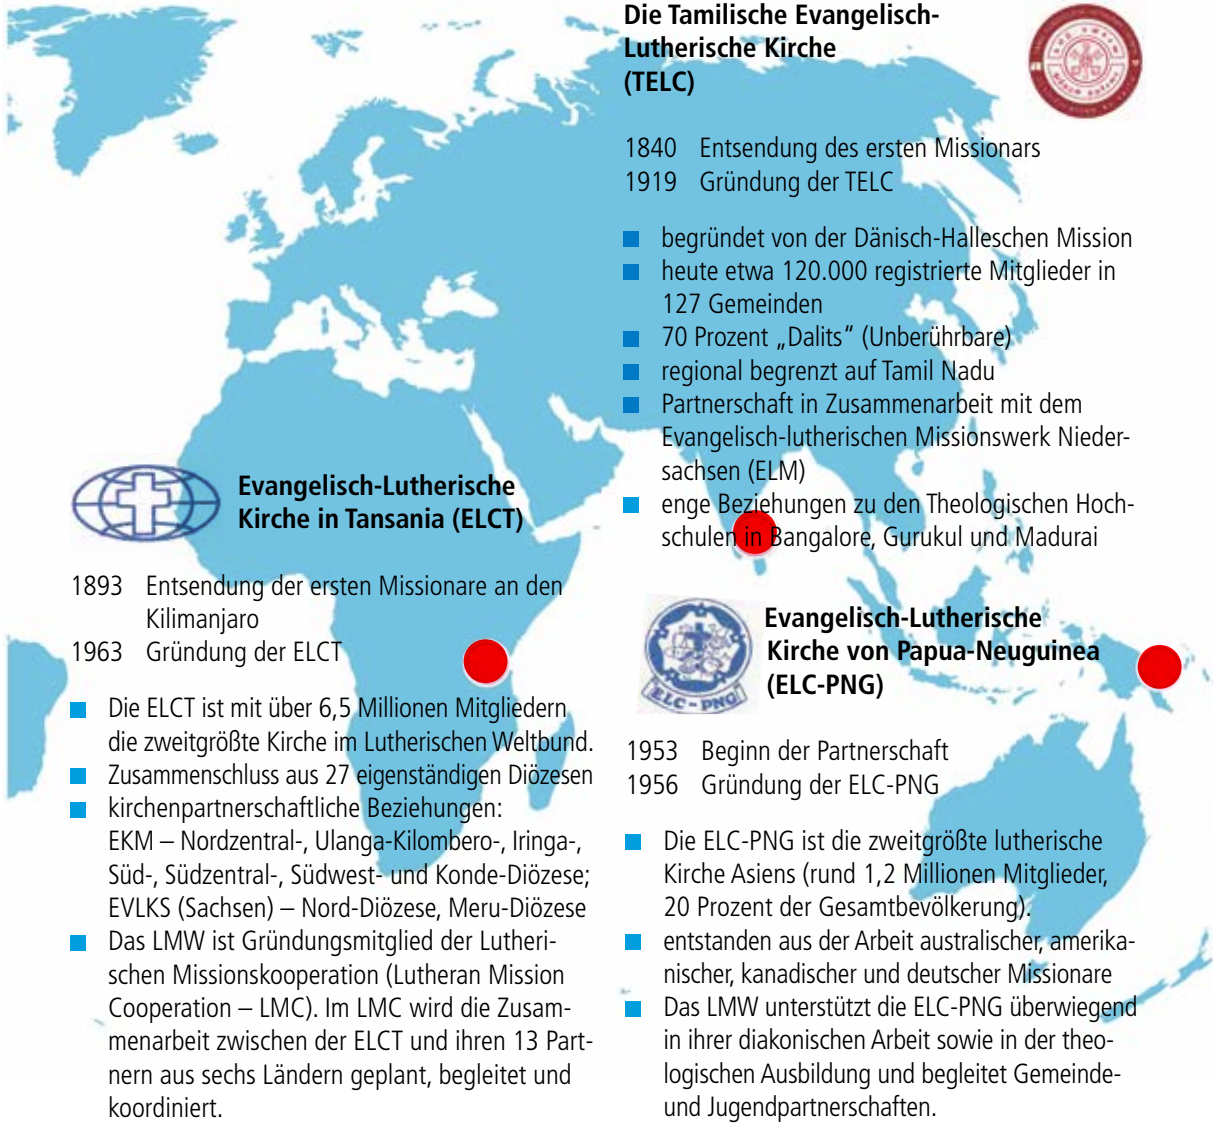 Die Tamilische Evangelisch-
Lutherische Kirche
(TELC)
1840 Entsendung des ersten Missionars
1919 Gründung der TELC
begründet von der Dänisch-Halleschen Mission
heute etwa 120.000 registrierte Mitglieder in
127 Gemeinden
70 Prozent „Dalits“ (Unberührbare)
regional begrenzt auf Tamil Nadu
Partnerschaft in Zusammenarbeit mit dem
Evangelisch-lutherischen Missionswerk Nieder-
sachsen (ELM)
enge Beziehungen zu den Theologischen Hoch-
schulen in Bangalore, Gurukul und Madurai
Evangelisch-Lutherische
Kirche in Tansania (ELCT)
1893 Entsendung der ersten Missionare an den
Kilimanjaro
1963 Gründung der ELCT
Die ELCT ist mit über 6,5 Millionen Mitgliedern
die zweitgrößte Kirche im Lutherischen Weltbund.
Zusammenschluss aus 27 eigenständigen Diözesen
kirchenpartnerschaftliche Beziehungen:
EKM – Nordzentral-, Ulanga-Kilombero-, Iringa-,
Süd-, Südzentral-, Südwest- und Konde-Diözese;
EVLKS (Sachsen) – Nord-Diözese, Meru-Diözese
Das LMW ist Gründungsmitglied der Lutheri-
schen Missionskooperation (Lutheran Mission
Cooperation – LMC). Im LMC wird die Zusam-
menarbeit zwischen der ELCT und ihren 13 Part-
nern aus sechs Ländern geplant, begleitet und
koordiniert.
ELC-PNG
Evangelisch-Lutherische
Kirche von Papua-Neuguinea
(ELC-PNG)
1953 Beginn der Partnerschaft
1956 Gründung der ELC-PNG
Die ELC-PNG ist die zweitgrößte lutherische
Kirche Asiens (rund 1,2 Millionen Mitglieder,
20 Prozent der Gesamtbevölkerung).
entstanden aus der Arbeit australischer, amerika-
nischer, kanadischer und deutscher Missionare
Das LMW unterstützt die ELC-PNG überwiegend
in ihrer diakonischen Arbeit sowie in der theo-
logischen Ausbildung und begleitet Gemeinde-
und Jugendpartnerschaften.